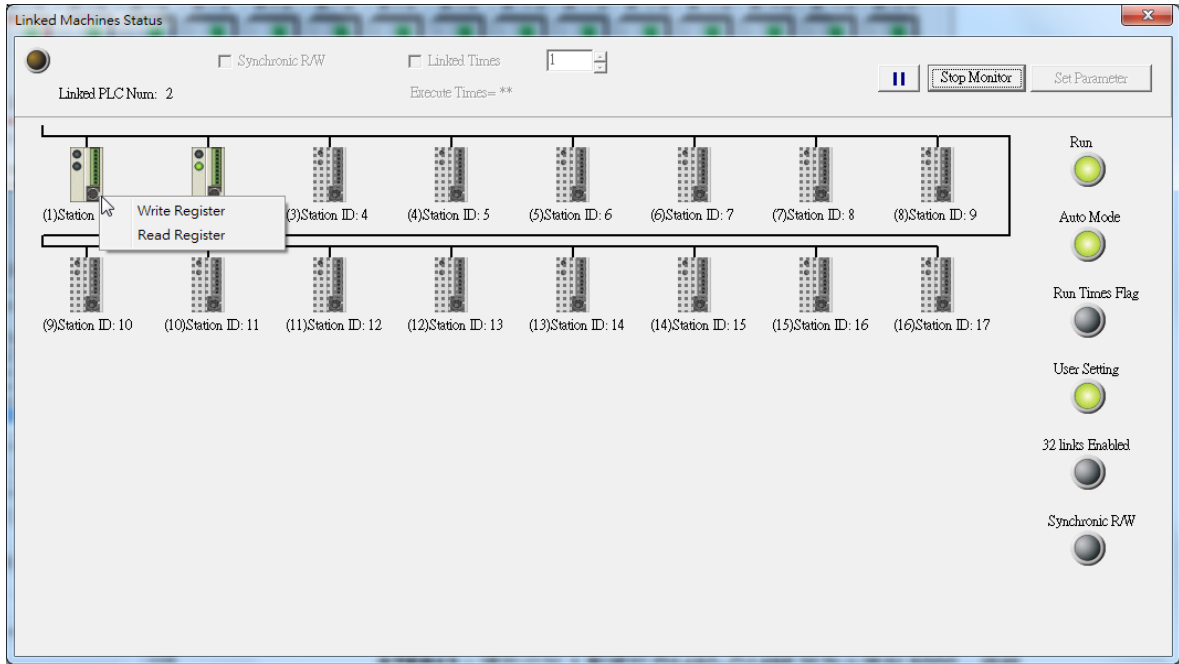 Linked Machines Status
Synchronic R/W
Linked Times
1
Stop Monitor
Set Parameter
Linked PLC Num: 2
Execute Times= **
Run
(1)Station
Write Register
Read Register
(3)Station ID: 4
(4)Station ID: 5
(5)Station ID: 6
(6)Station ID: 7
(7)Station ID: 8
(8)Station ID: 9
Auto Mode
(9)Station ID: 10
(10)Station ID: 11
(11)Station ID: 12
(12)Station ID: 13
(13)Station ID: 14
(14)Station ID: 15
(15)Station ID: 16
(16)Station ID: 17
Run Times Flag
User Setting
32 links Enabled
Synchronic R/W